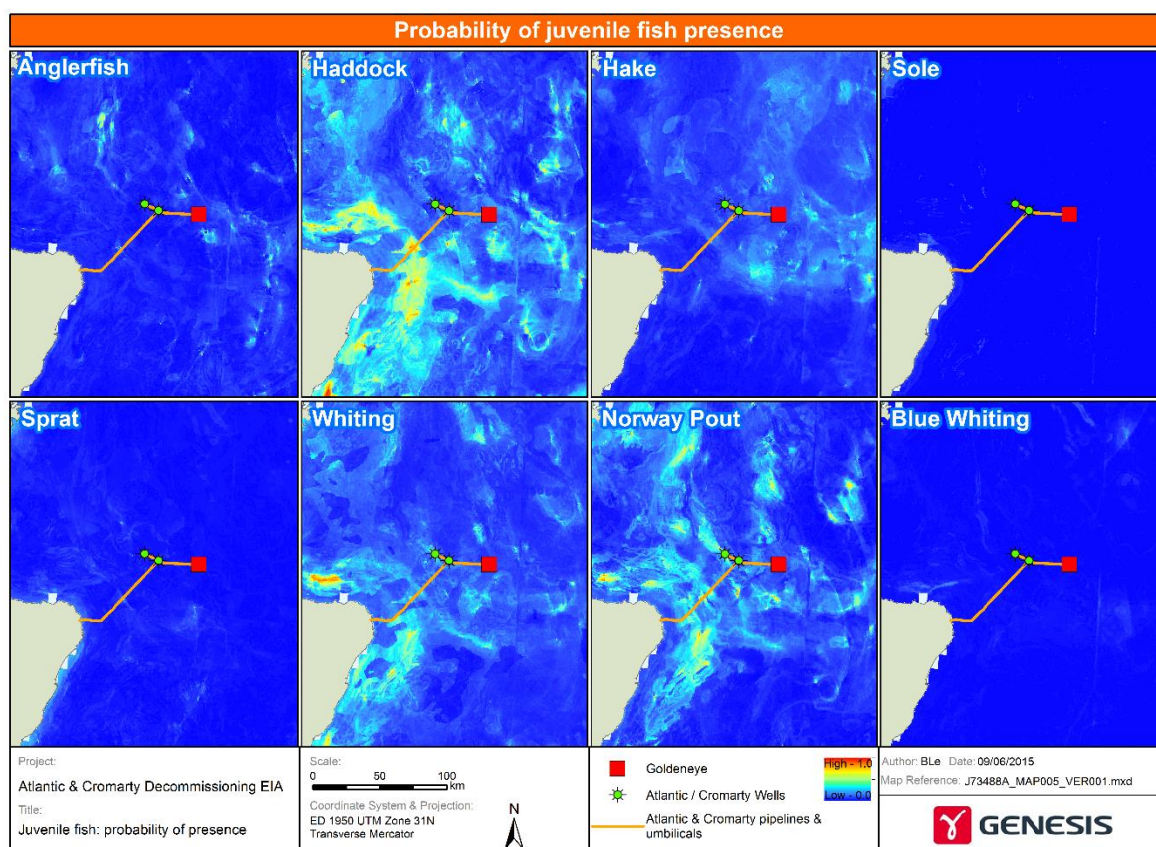 Probability of juvenile fish presence
Anglerfish
Haddock
Hake
Sole
Sprat
Whiting
Norway Pout
Blue Whiting
Project:
Atlantic & Cromarty Decommissioning EIA
Title:
Juvenile fish: probability of presence
Scale:
0 50 100
km
Coordinate System & Projection:
ED 1950 UTM Zone 31N
Transverse Mercator
N
Goldeneye
Atlantic / Cromarty Wells
Atlantic & Cromarty pipelines &
umbilicals
High - 1.0
Low - 0.0
Author: BLe Date: 09/06/2015
Map Reference: J73488A_MAP005_VER001.mxd
GENESIS